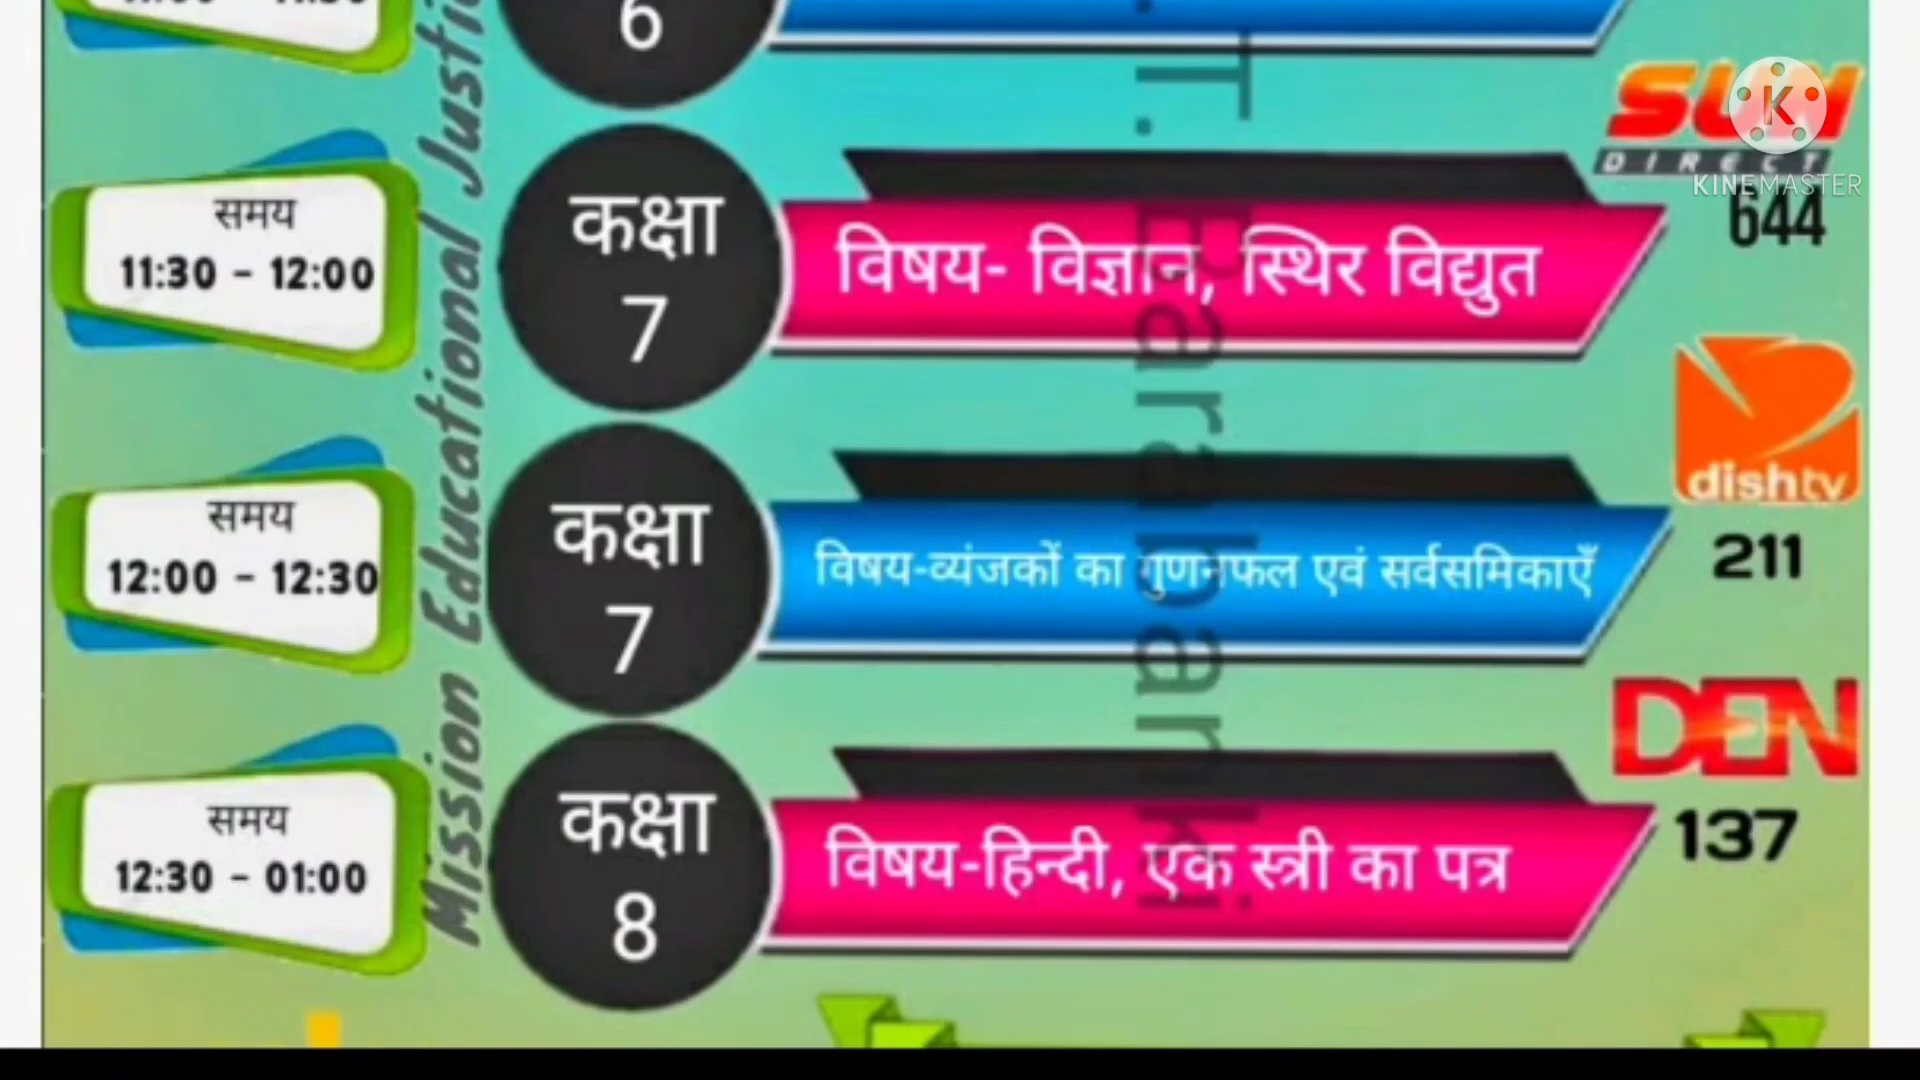 6
समय
11:30 - 12:00
कक्षा
7
विषय- विज्ञान, स्थिर विद्युत
SUN
DIRECT
644
K
KINEMASTER
समय
12:00 - 12:30
कक्षा
7
विषय-व्यंजकों का गुणनफल एवं सर्वसमिकाएँ
dishtv
211
समय
12:30 - 01:00
कक्षा
8
विषय-हिन्दी, एक स्त्री का पत्र
DEN
137
Mission Educational Justi
. T. Barabanki.